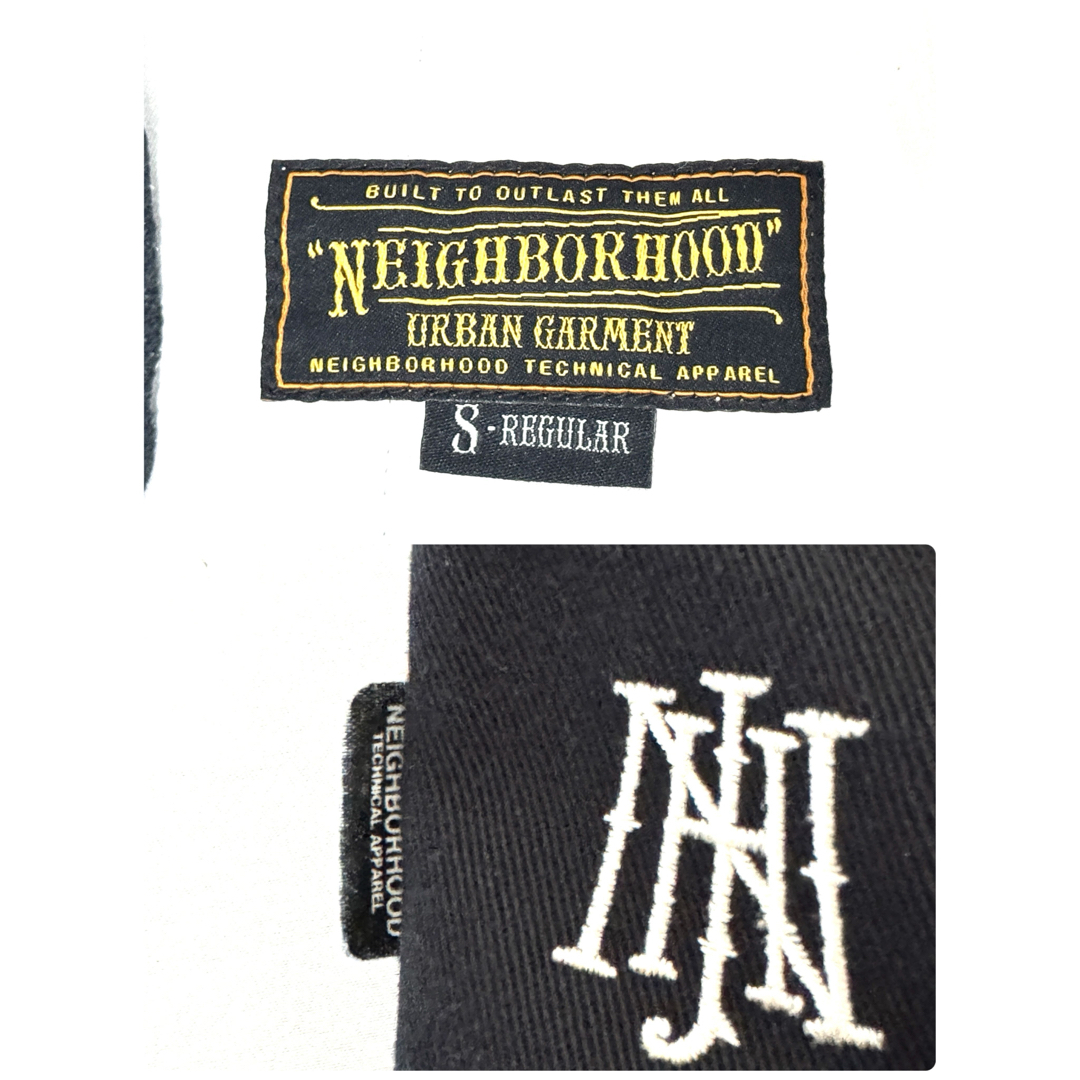 BUILT TO OUTLAST THEM ALL
"NEIGHBORHOOD"
URBAN GARMENT
NEIGHBORHOOD TECHNICAL APPAREL
S-REGULAR
NEIGHBORHOOD
TECHNICAL APPAREL